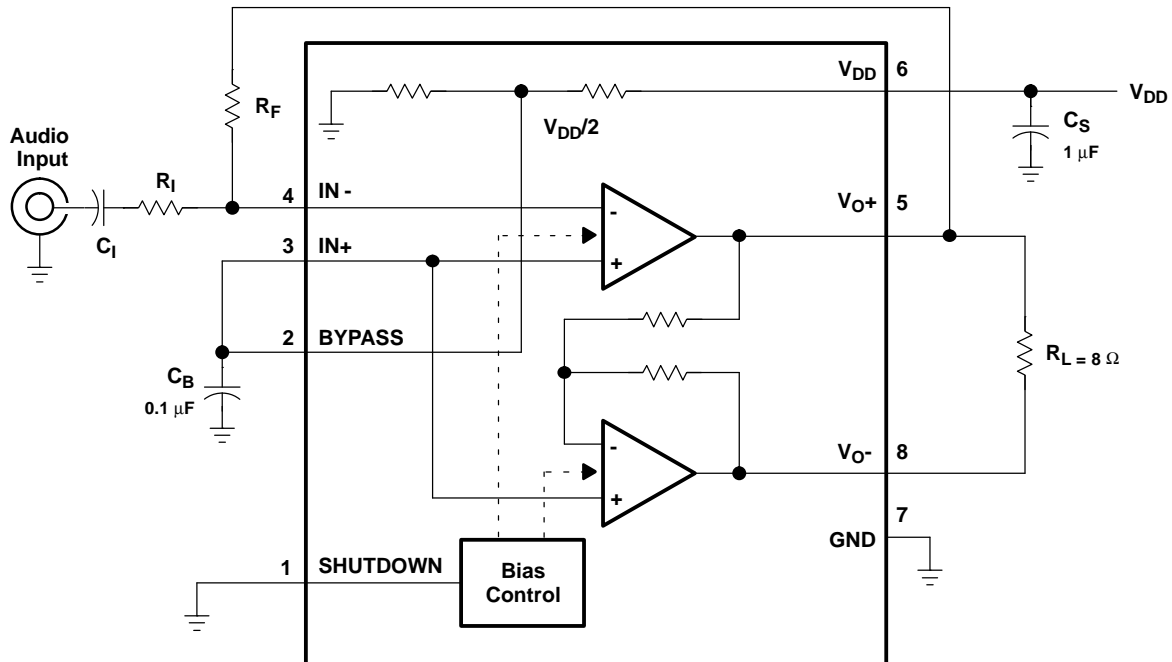 V_DD 6
V_DD
R_F
V_DD/2
C_S
1 μF
Audio
Input
R_I
C_I
4 IN -
V_O+ 5
3 IN+
-
+
2 BYPASS
C_B
0.1 μF
R_L = 8 Ω
-
+
V_O- 8
7
GND
1 SHUTDOWN
Bias
Control